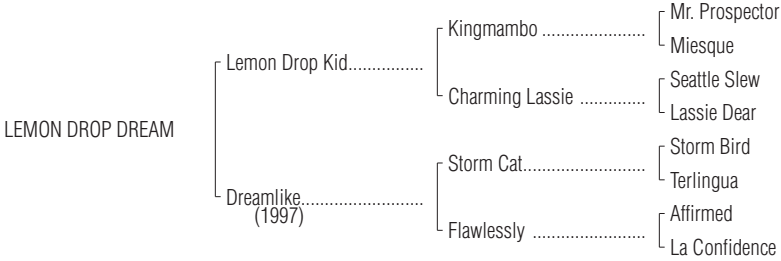 Mr. Prospector
Kingmambo ......................
Miesque
Lemon Drop Kid................
Seattle Slew
Charming Lassie ..............
Lassie Dear
LEMON DROP DREAM
Storm Bird
Storm Cat..........................
Terlingua
Dreamlike..........................
(1997)
Affirmed
Flawlessly ........................
La Confidence